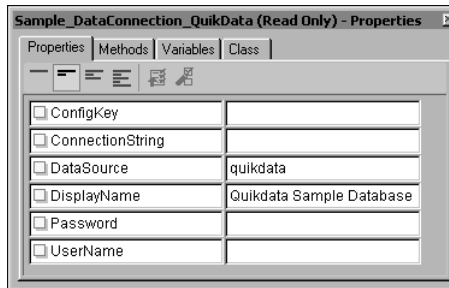 Sample_DataConnection_QuikData (Read Only) - Properties
Properties Methods Variables Class
ConfigKey
ConnectionString
DataSource quikdata
DisplayName Quikdata Sample Database
Password
UserName